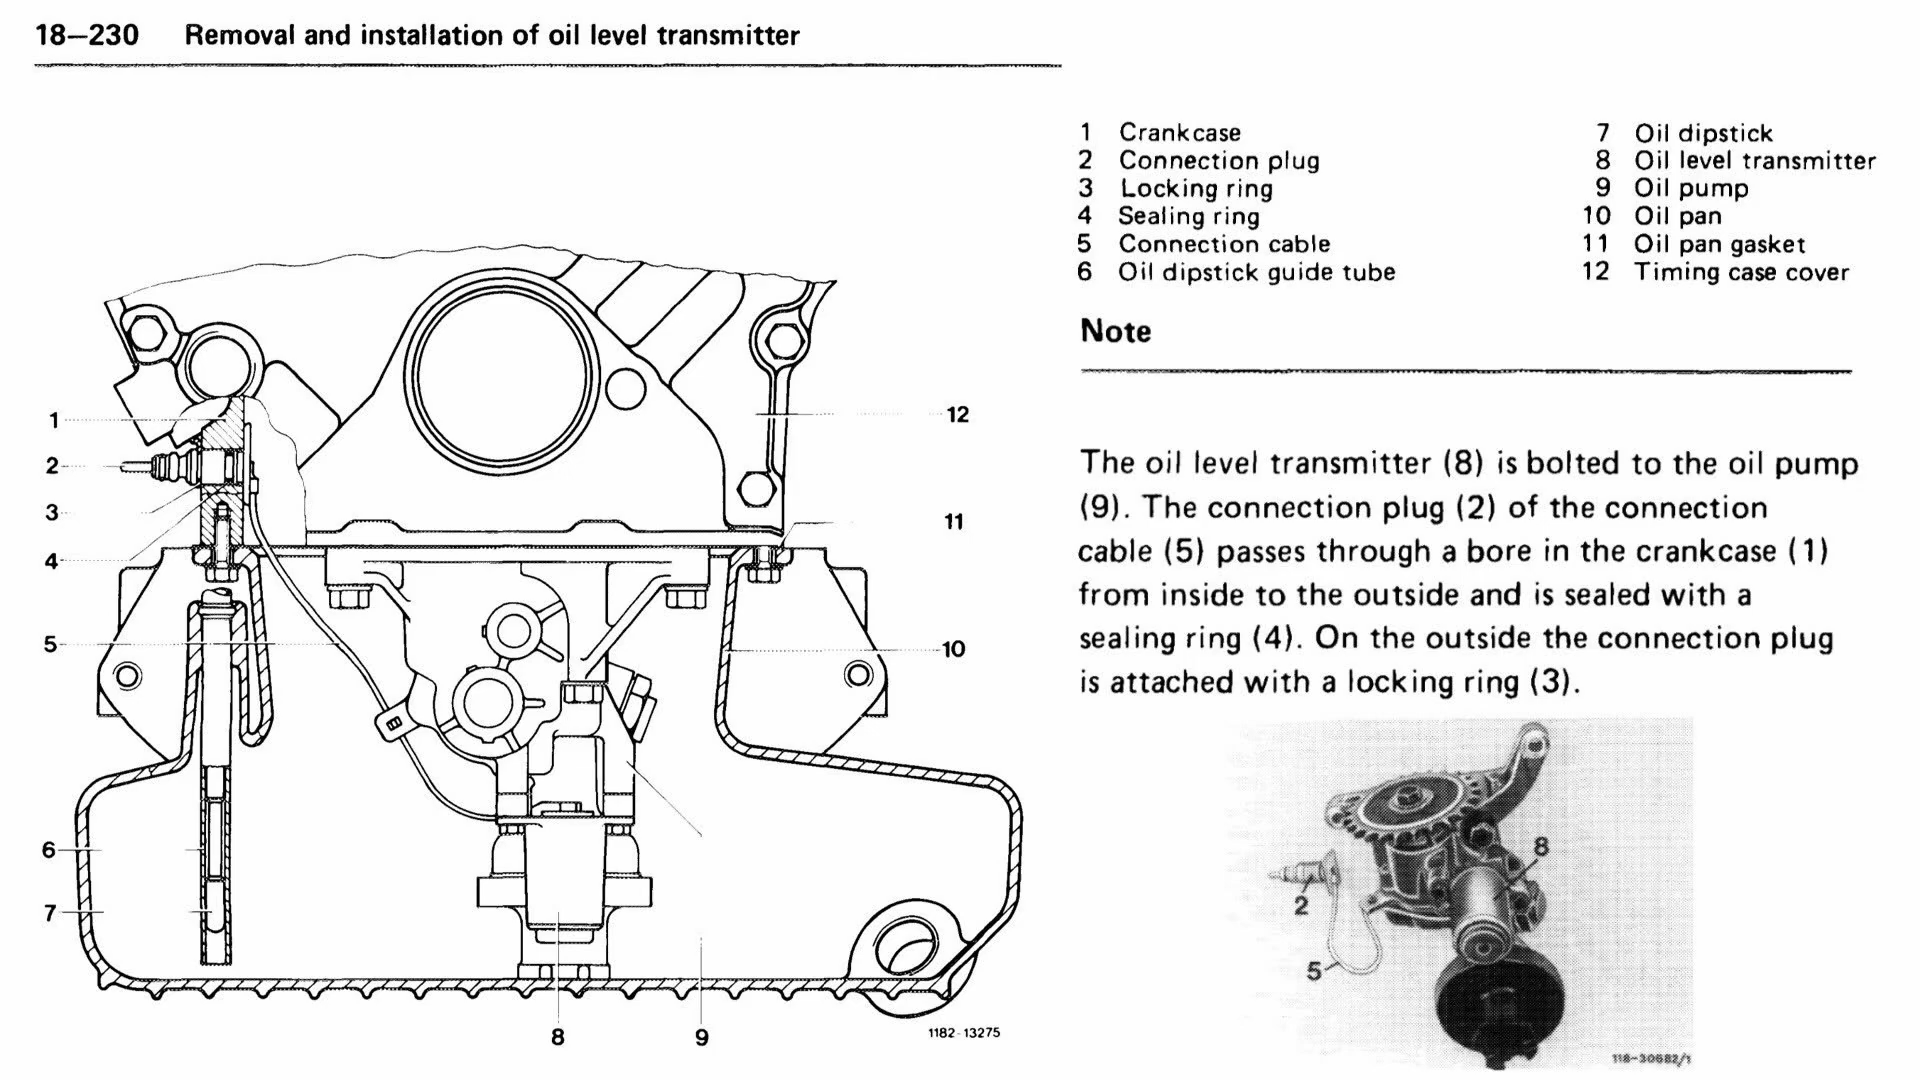 18–230 Removal and installation of oil level transmitter
1 Crankcase
2 Connection plug
3 Locking ring
4 Sealing ring
5 Connection cable
6 Oil dipstick guide tube
7 Oil dipstick
8 Oil level transmitter
9 Oil pump
10 Oil pan
11 Oil pan gasket
12 Timing case cover
Note
The oil level transmitter (8) is bolted to the oil pump
(9). The connection plug (2) of the connection
cable (5) passes through a bore in the crankcase (1)
from inside to the outside and is sealed with a
sealing ring (4). On the outside the connection plug
is attached with a locking ring (3).
1
2
3
4
5
6
7
8
9
10
11
12
1182-13275
8
2
5
118-30682/1